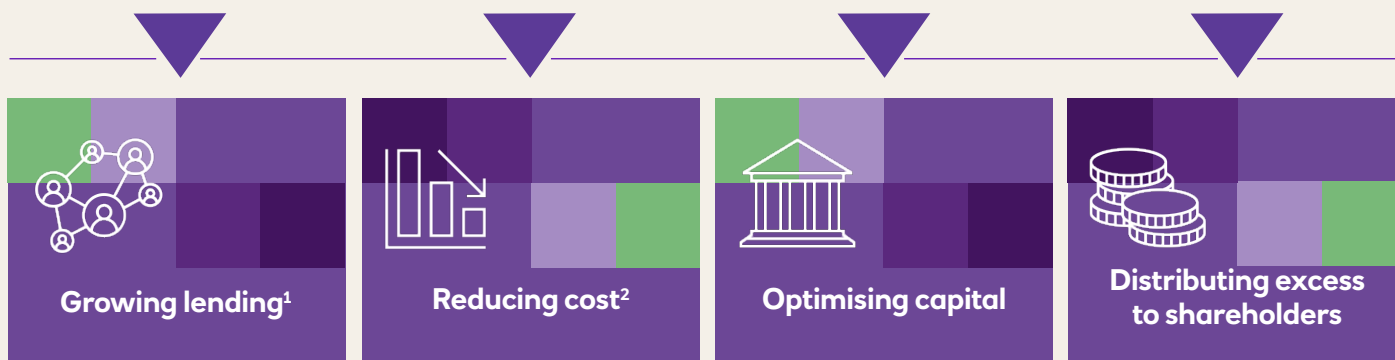 Growing lending¹
Reducing cost²
Optimising capital
Distributing excess
to shareholders